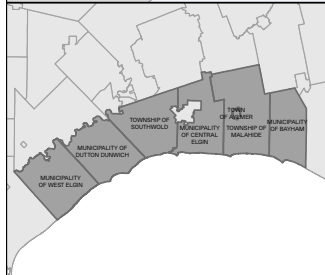 TOWN
OF AYLMER
TOWNSHIP OF
SOUTHWOLD
MUNICIPALITY
OF CENTRAL
ELGIN
TOWNSHIP OF
MALAHIDE
MUNICIPALITY
OF BAYHAM
MUNICIPALITY OF
DUTTON DUNWICH
MUNICIPALITY
OF WEST ELGIN